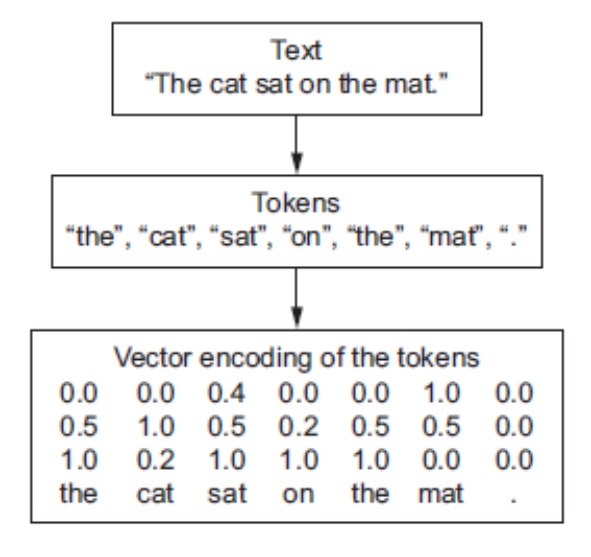 Text
“The cat sat on the mat.”
Tokens
“the”, “cat”, “sat”, “on”, “the”, “mat”, “.”
Vector encoding of the tokens
0.0 0.0 0.4 0.0 0.0 1.0 0.0
0.5 1.0 0.5 0.2 0.5 0.5 0.0
1.0 0.2 1.0 1.0 1.0 0.0 0.0
the cat sat on the mat .